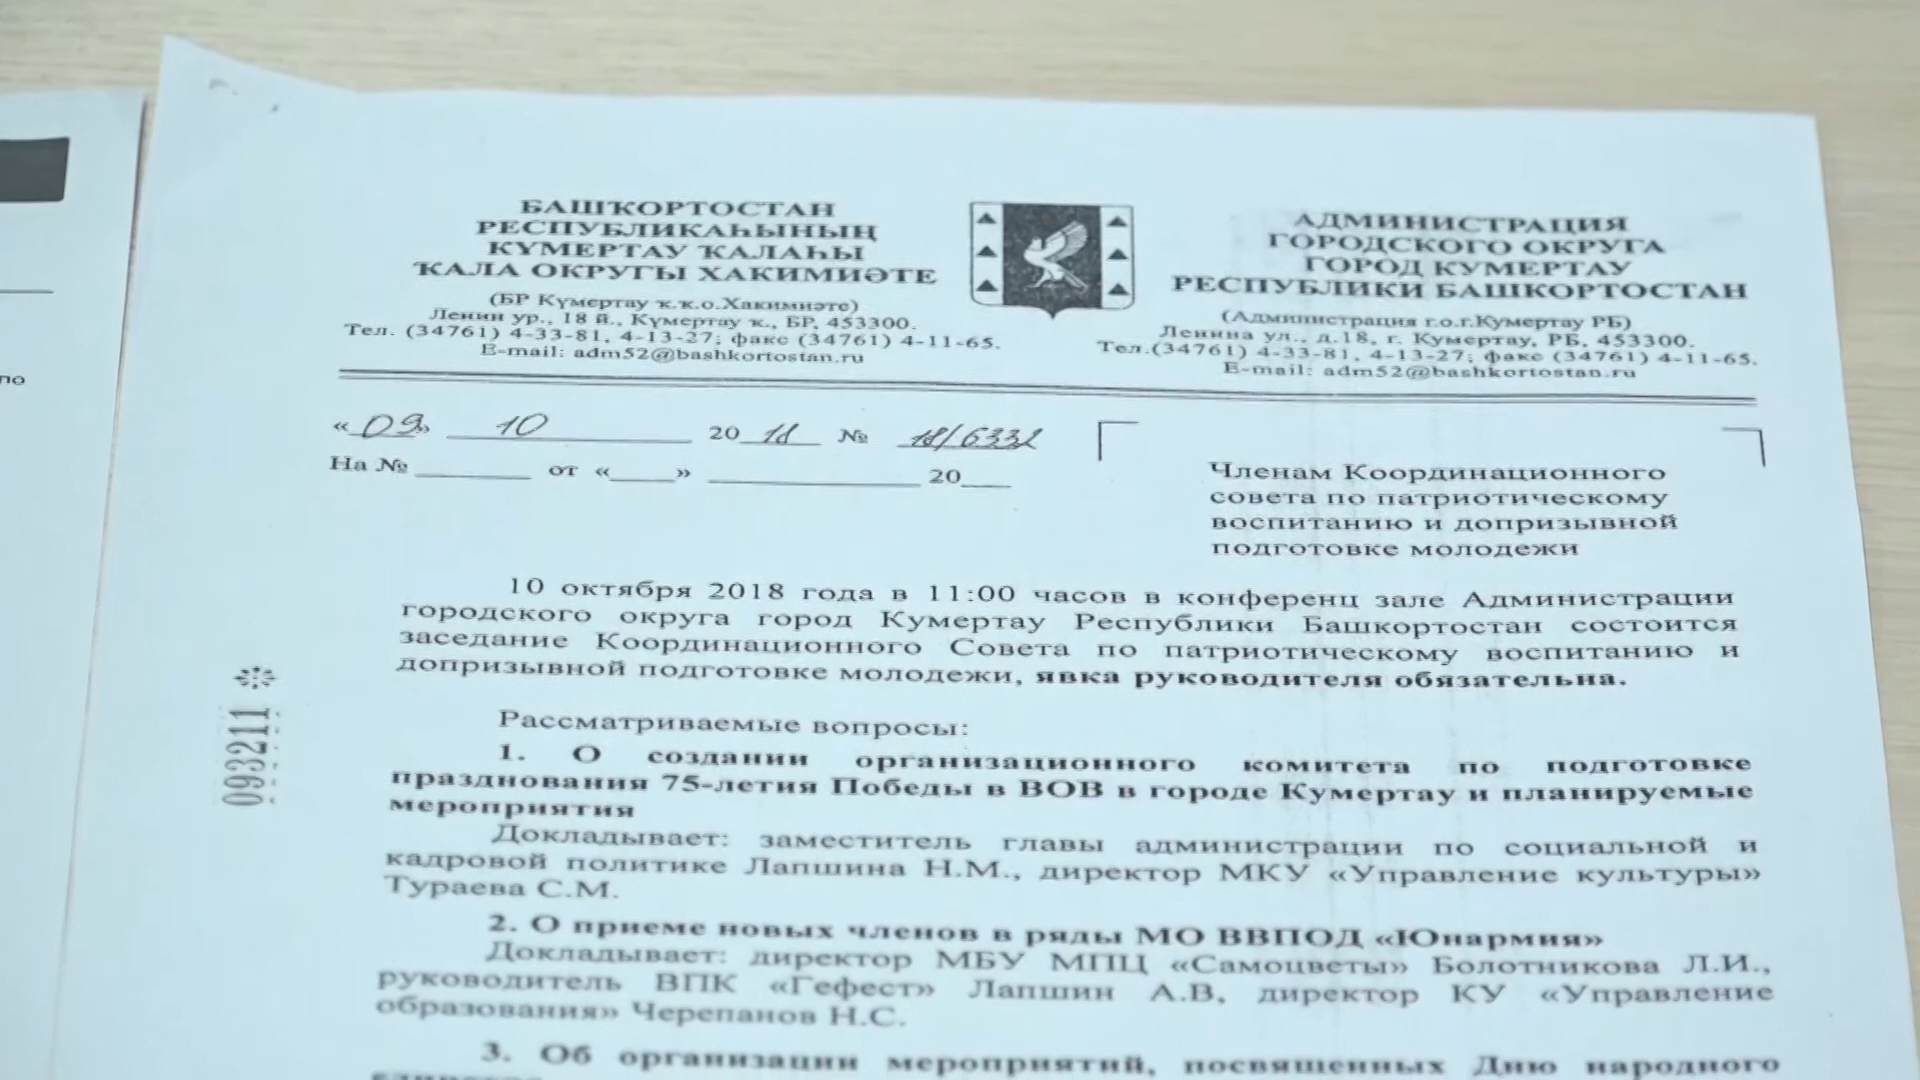 БАШҠОРТОСТАН
РЕСПУБЛИКАҺЫНЫҢ
КҮМЕРТАУ ҠАЛАҺЫ
ҠАЛА ОКРУГЫ ХАКИМИӘТЕ
(БР Күмертау ҡ.ҡ.о.Хакимиәте)
Ленин ур., 18 й., Күмертау ҡ., БР, 453300.
Тел. (34761) 4-33-81, 4-13-27; факс (34761) 4-11-65.
E-mail: adm52@bashkortostan.ru
АДМИНИСТРАЦИЯ
ГОРОДСКОГО ОКРУГА
ГОРОД КУМЕРТАУ
РЕСПУБЛИКИ БАШКОРТОСТАН
(Администрация г.о.г.Кумертау РБ)
Ленина ул., д.18, г. Кумертау, РБ, 453300.
Тел.(34761) 4-33-81, 4-13-27; факс (34761) 4-11-65.
E-mail: adm52@bashkortostan.ru
«09» 10 2018 № 18/6332
На № ______ от «____» ____________ 20___
Членам Координационного
совета по патриотическому
воспитанию и допризывной
подготовке молодежи
10 октября 2018 года в 11:00 часов в конференц зале Администрации
городского округа город Кумертау Республики Башкортостан состоится
заседание Координационного Совета по патриотическому воспитанию и
допризывной подготовке молодежи, явка руководителя обязательна.
Рассматриваемые вопросы:
1. О создании организационного комитета по подготовке
празднования 75-летия Победы в ВОВ в городе Кумертау и планируемые
мероприятия
Докладывает: заместитель главы администрации по социальной и
кадровой политике Лапшина Н.М., директор МКУ «Управление культуры»
Тураева С.М.
2. О приеме новых членов в ряды МО ВВПОД «Юнармия»
Докладывает: директор МБУ МПЦ «Самоцветы» Болотникова Л.И.,
руководитель ВПК «Гефест» Лапшин А.В, директор КУ «Управление
образования» Черепанов Н.С.
3. Об организации мероприятий, посвященных Дню народного
093211
по